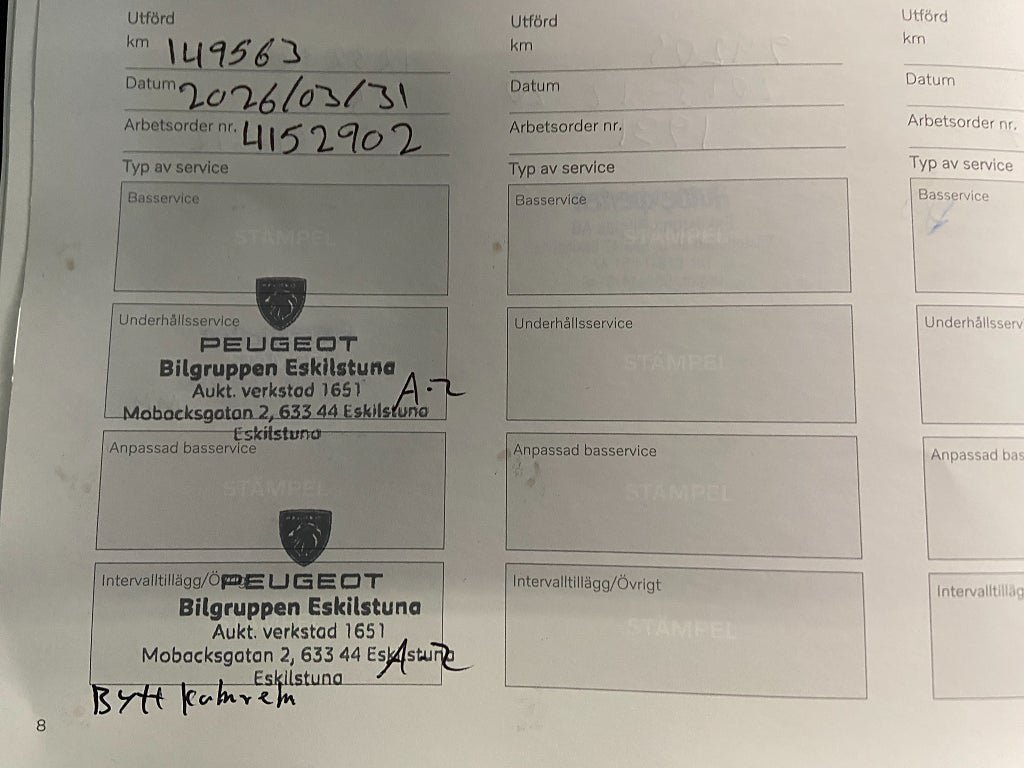 Utförd
km 149563
Datum 2026/03/31
Arbetsorder nr. 4152902
Typ av service
Basservice
STÄMPEL
Underhållsservice
PEUGEOT
Bilgruppen Eskilstuna
Aukt. verkstad 1651
A-Z
Mobacksgatan 2, 633 44 Eskilstuna
Eskilstuna
Anpassad basservice
STÄMPEL
Intervalltillägg/Övrigt
PEUGEOT
Bilgruppen Eskilstuna
Aukt. verkstad 1651
Mobacksgatan 2, 633 44 Eskilstuna
A-Z
Eskilstuna
Bytt kamrem
8
Utförd
km
Datum
Arbetsorder nr.
Typ av service
Basservice
STÄMPEL
Underhållsservice
STÄMPEL
Anpassad basservice
STÄMPEL
Intervalltillägg/Övrigt
STÄMPEL
Utförd
km
Datum
Arbetsorder nr.
Typ av service
Basservice
Underhållsserv
Anpassad bas
Intervalltilläg